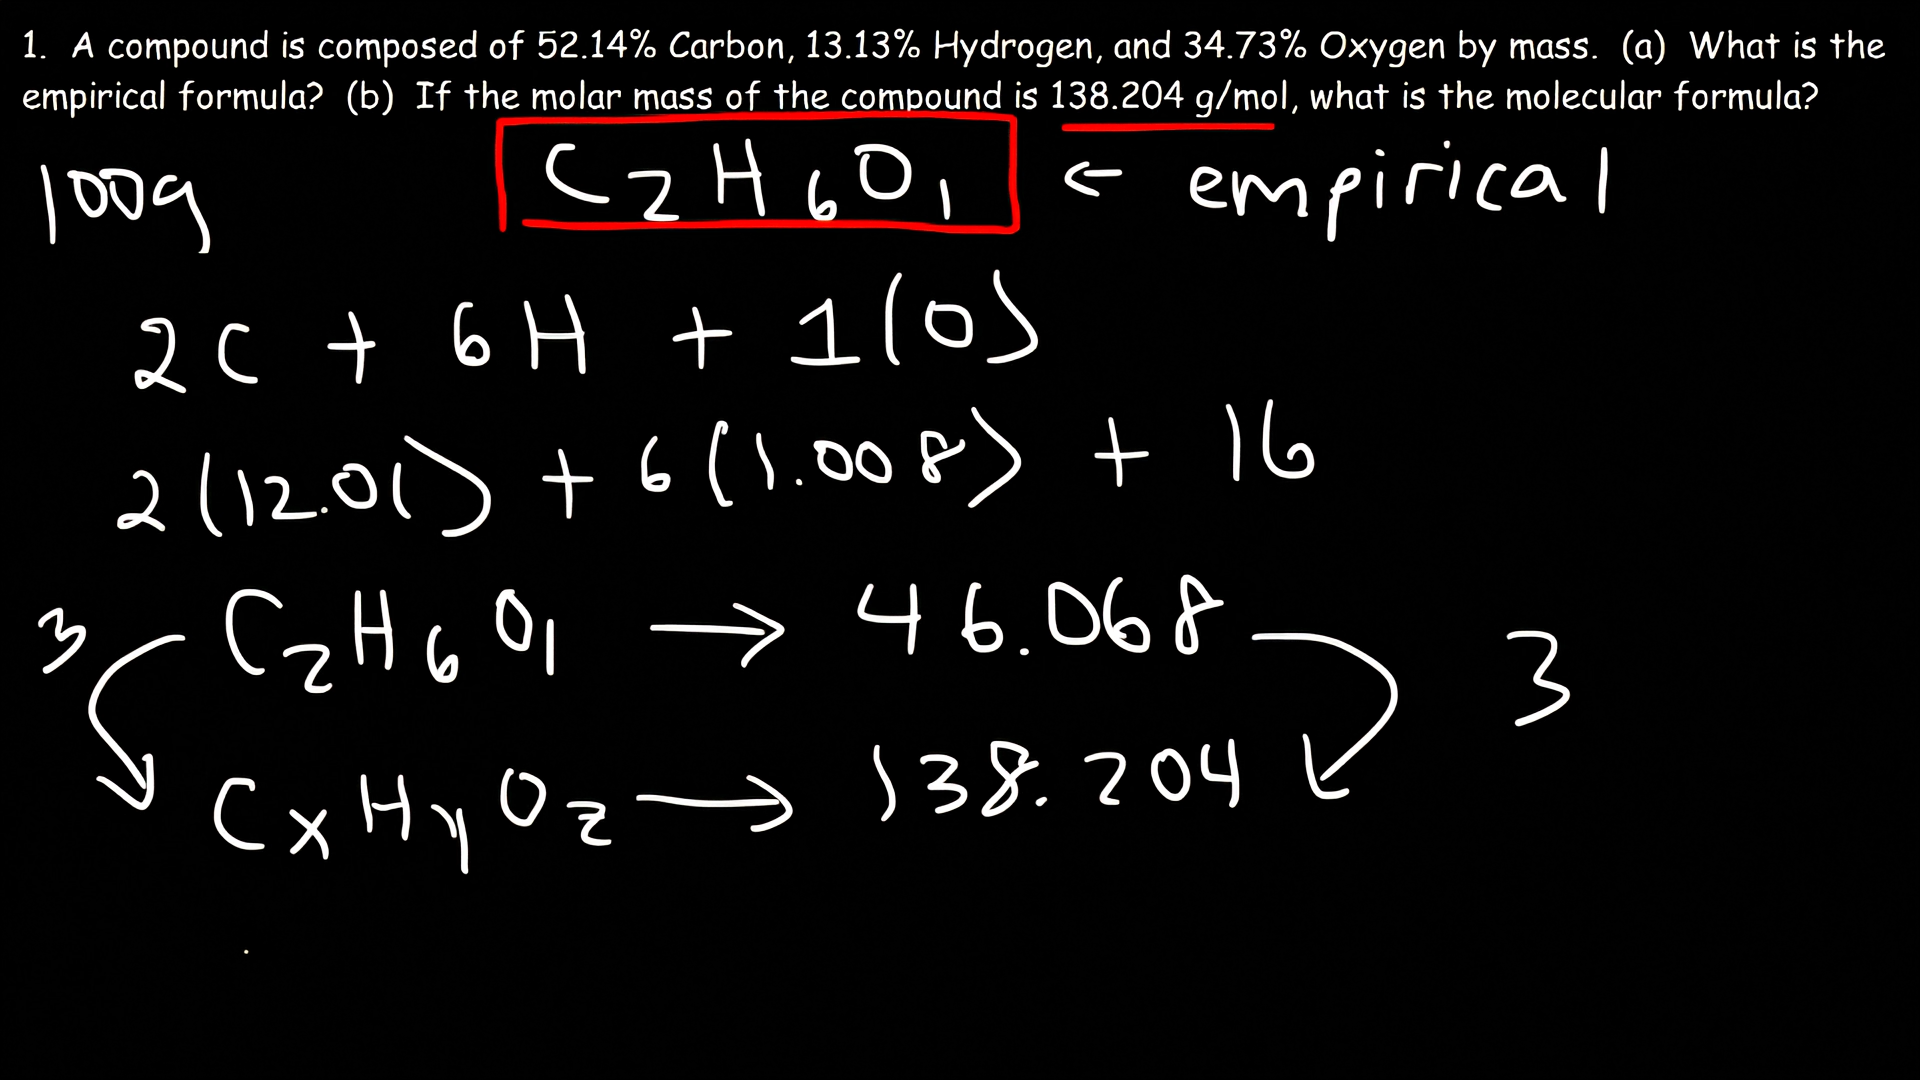 1. A compound is composed of 52.14% Carbon, 13.13% Hydrogen, and 34.73% Oxygen by mass. (a) What is the
empirical formula? (b) If the molar mass of the compound is 138.204 g/mol, what is the molecular formula?
100g C₂H₆O₁ ← empirical
2C + 6H + 1(O)
2(12.01) + 6(1.008) + 16
3 C₂H₆O₁ → 46.068 3
CxHyOz → 138.204